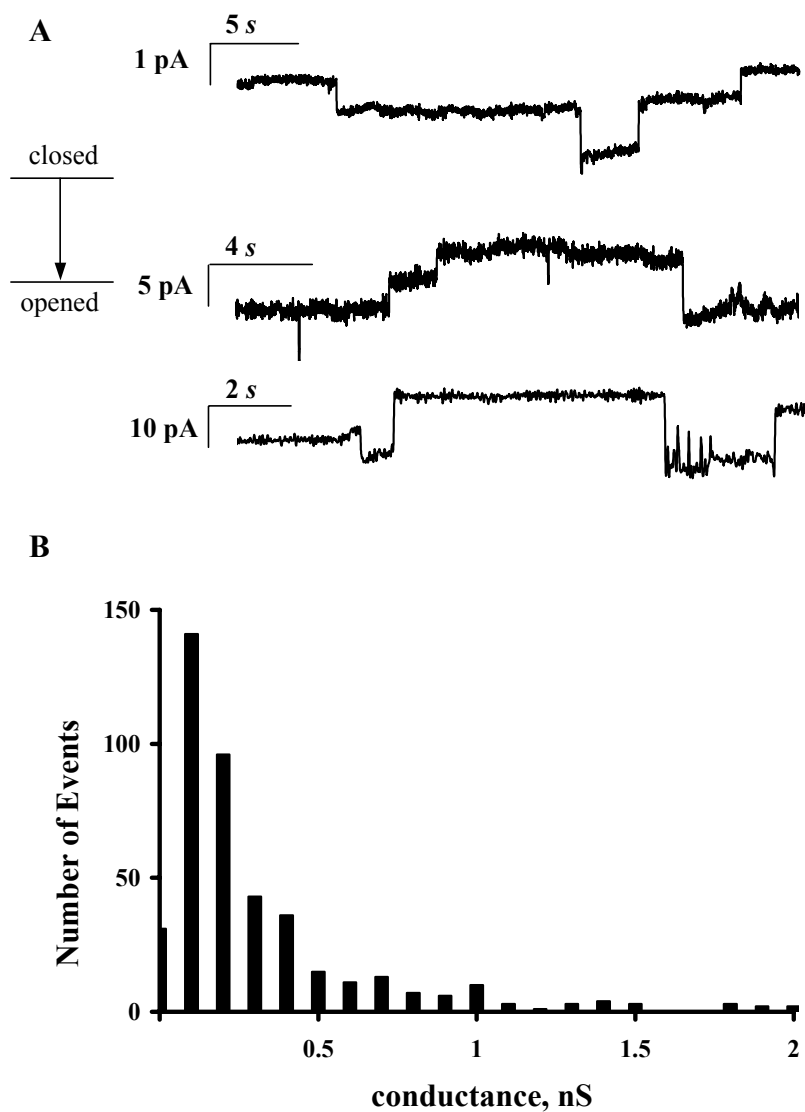 A
5 s
1 pA
closed
opened
4 s
5 pA
2 s
10 pA
B
150
100
50
0
0.5 1 1.5 2
Number of Events
conductance, nS